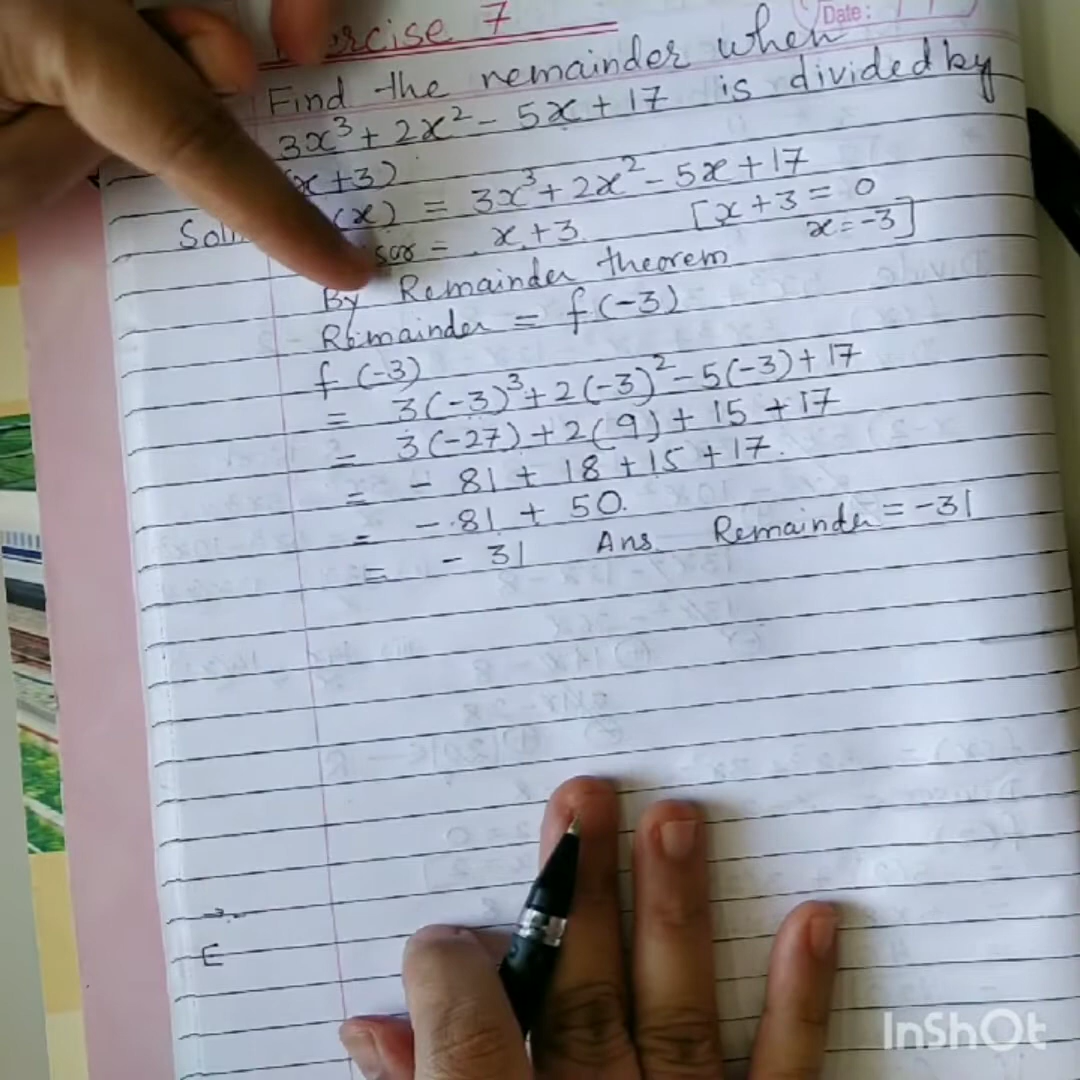 7
Date:
Find the remainder when
3x³ + 2x² - 5x + 17 is divided by
x + 3)
(x) = 3x³ + 2x² - 5x + 17
= x + 3 [x + 3 = 0
x = -3]
By Remainder theorem
Remainder = f(-3)
f(-3)
= 3(-3)³ + 2(-3)² - 5(-3) + 17
= 3(-27) + 2(9) + 15 + 17
= - 81 + 18 + 15 + 17.
= - 81 + 50.
= - 31 Ans. Remainder = -31
E
InShOt